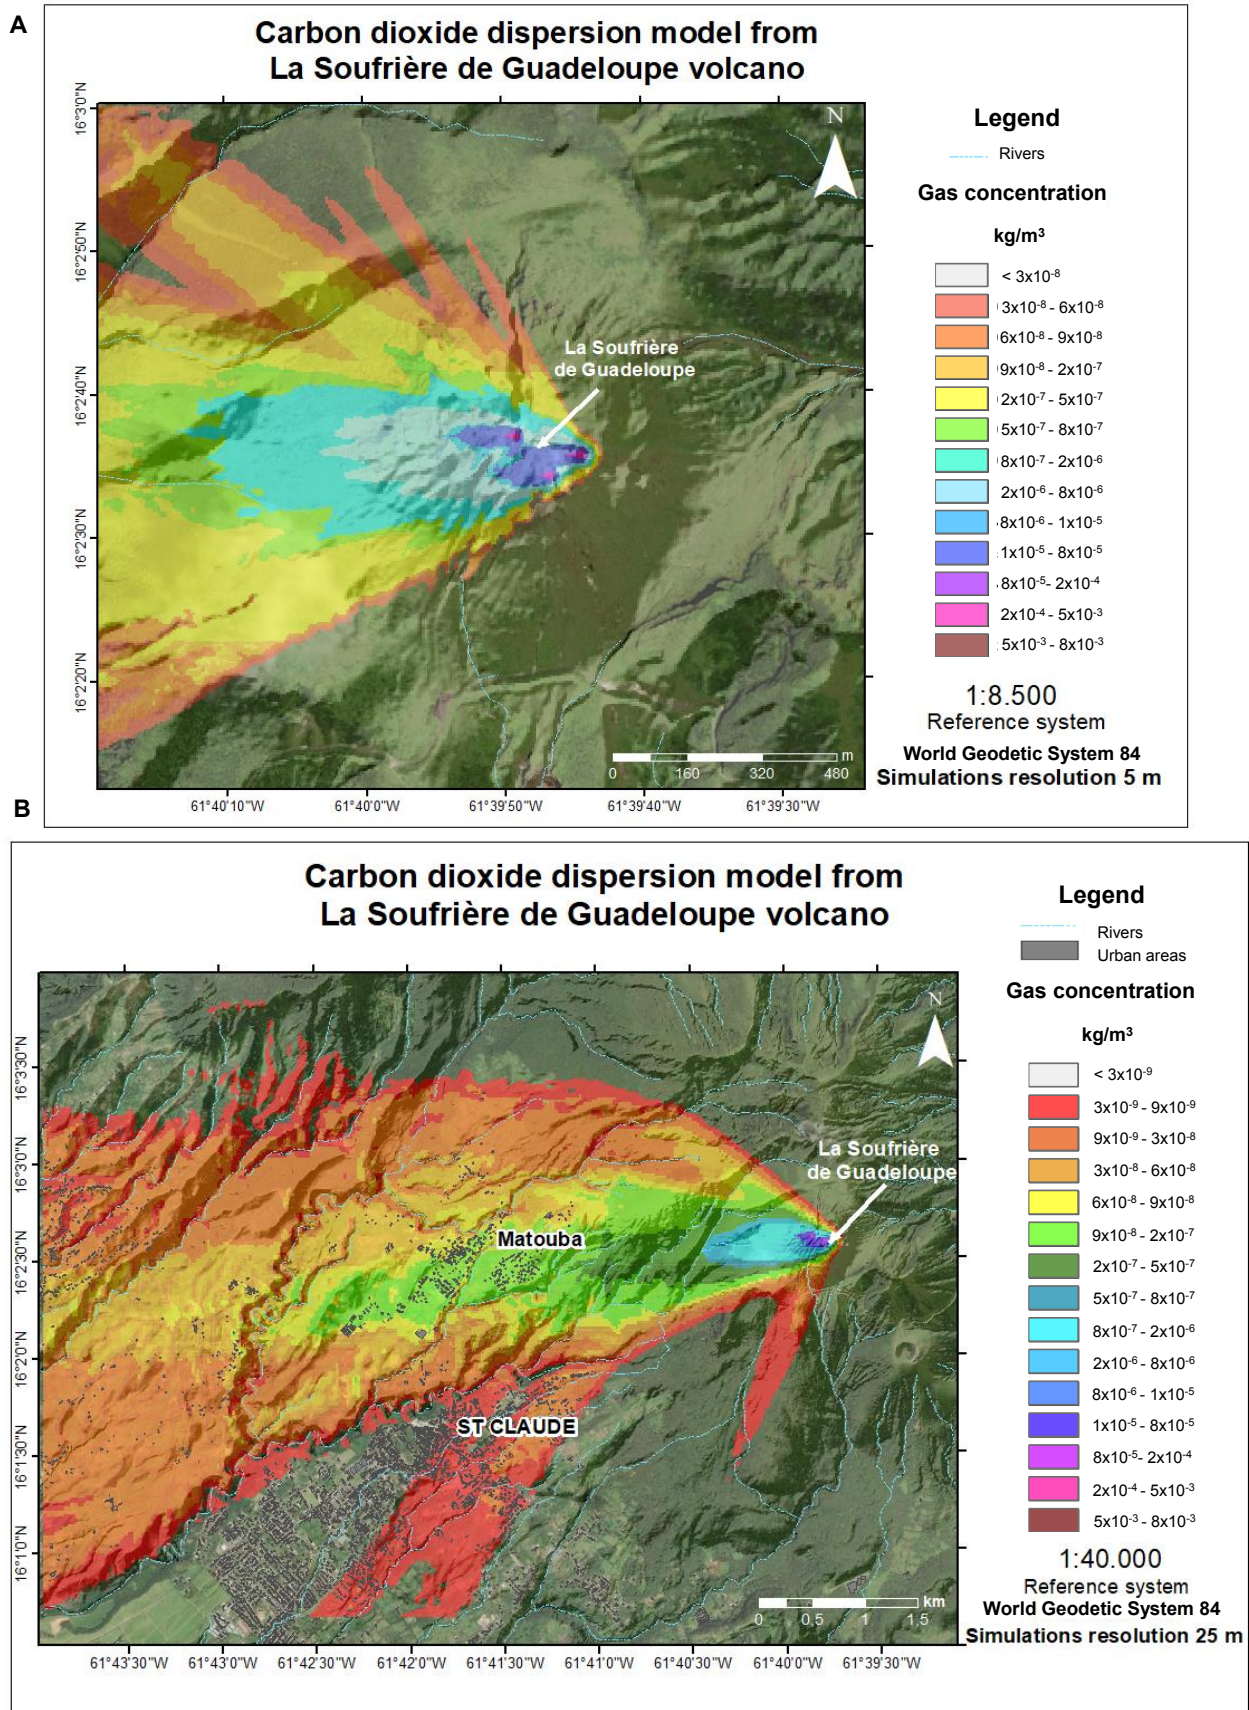 A
Carbon dioxide dispersion model from
La Soufrière de Guadeloupe volcano
16°3'0"N
16°2'50"N
16°2'40"N
16°2'30"N
16°2'20"N
N
La Soufrière
de Guadeloupe
m
0 160 320 480
61°40'10"W 61°40'0"W 61°39'50"W 61°39'40"W 61°39'30"W
Legend
Rivers
Gas concentration
kg/m³
< 3x10⁻⁸
3x10⁻⁸ - 6x10⁻⁸
6x10⁻⁸ - 9x10⁻⁸
9x10⁻⁸ - 2x10⁻⁷
2x10⁻⁷ - 5x10⁻⁷
5x10⁻⁷ - 8x10⁻⁷
8x10⁻⁷ - 2x10⁻⁶
2x10⁻⁶ - 8x10⁻⁶
8x10⁻⁶ - 1x10⁻⁵
1x10⁻⁵ - 8x10⁻⁵
8x10⁻⁵- 2x10⁻⁴
2x10⁻⁴ - 5x10⁻³
5x10⁻³ - 8x10⁻³
1:8.500
Reference system
World Geodetic System 84
Simulations resolution 5 m
B
Carbon dioxide dispersion model from
La Soufrière de Guadeloupe volcano
16°3'30"N
16°3'0"N
16°2'30"N
16°2'0"N
16°1'30"N
16°1'0"N
N
La Soufrière
de Guadeloupe
Matouba
ST CLAUDE
km
0 0,5 1 1,5
61°43'30"W 61°43'0"W 61°42'30"W 61°42'0"W 61°41'30"W 61°41'0"W 61°40'30"W 61°40'0"W 61°39'30"W
Legend
Rivers
Urban areas
Gas concentration
kg/m³
< 3x10⁻⁹
3x10⁻⁹ - 9x10⁻⁹
9x10⁻⁹ - 3x10⁻⁸
3x10⁻⁸ - 6x10⁻⁸
6x10⁻⁸ - 9x10⁻⁸
9x10⁻⁸ - 2x10⁻⁷
2x10⁻⁷ - 5x10⁻⁷
5x10⁻⁷ - 8x10⁻⁷
8x10⁻⁷ - 2x10⁻⁶
2x10⁻⁶ - 8x10⁻⁶
8x10⁻⁶ - 1x10⁻⁵
1x10⁻⁵ - 8x10⁻⁵
8x10⁻⁵- 2x10⁻⁴
2x10⁻⁴ - 5x10⁻³
5x10⁻³ - 8x10⁻³
1:40.000
Reference system
World Geodetic System 84
Simulations resolution 25 m